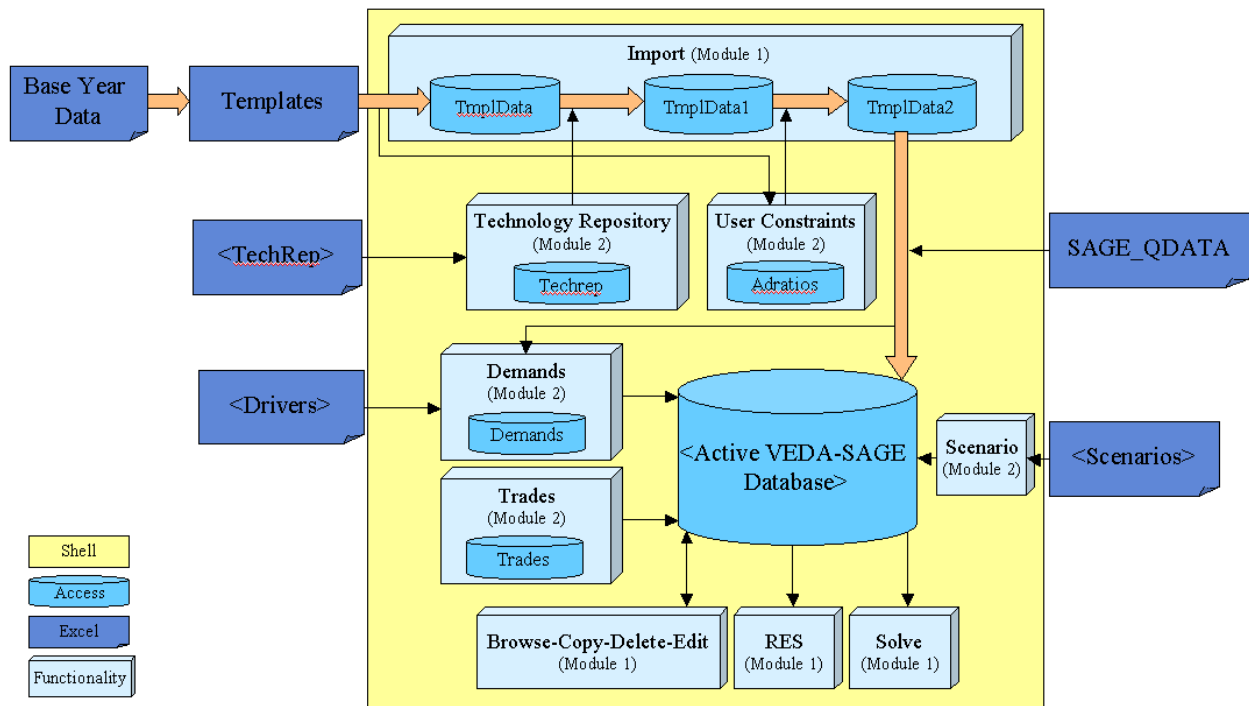 Import (Module 1)
Base Year
Data
Templates
TmplData
TmplData1
TmplData2
Technology Repository
(Module 2)
Techrep
User Constraints
(Module 2)
Adratios
<TechRep>
SAGE_QDATA
Demands
(Module 2)
Demands
<Drivers>
<Active VEDA-SAGE
Database>
Scenario
(Module 2)
<Scenarios>
Trades
(Module 2)
Trades
Shell
Access
Excel
Functionality
Browse-Copy-Delete-Edit
(Module 1)
RES
(Module 1)
Solve
(Module 1)